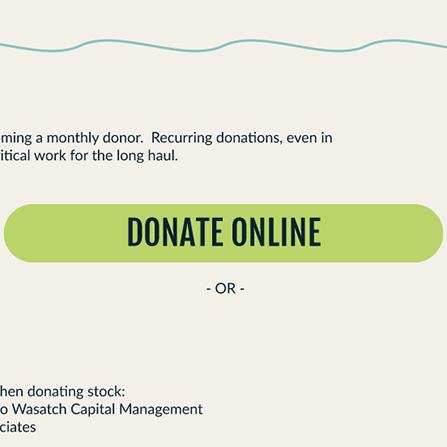 ming a monthly donor. Recurring donations, even in
itical work for the long haul.
DONATE ONLINE
- OR -
hen donating stock:
o Wasatch Capital Management
ciates